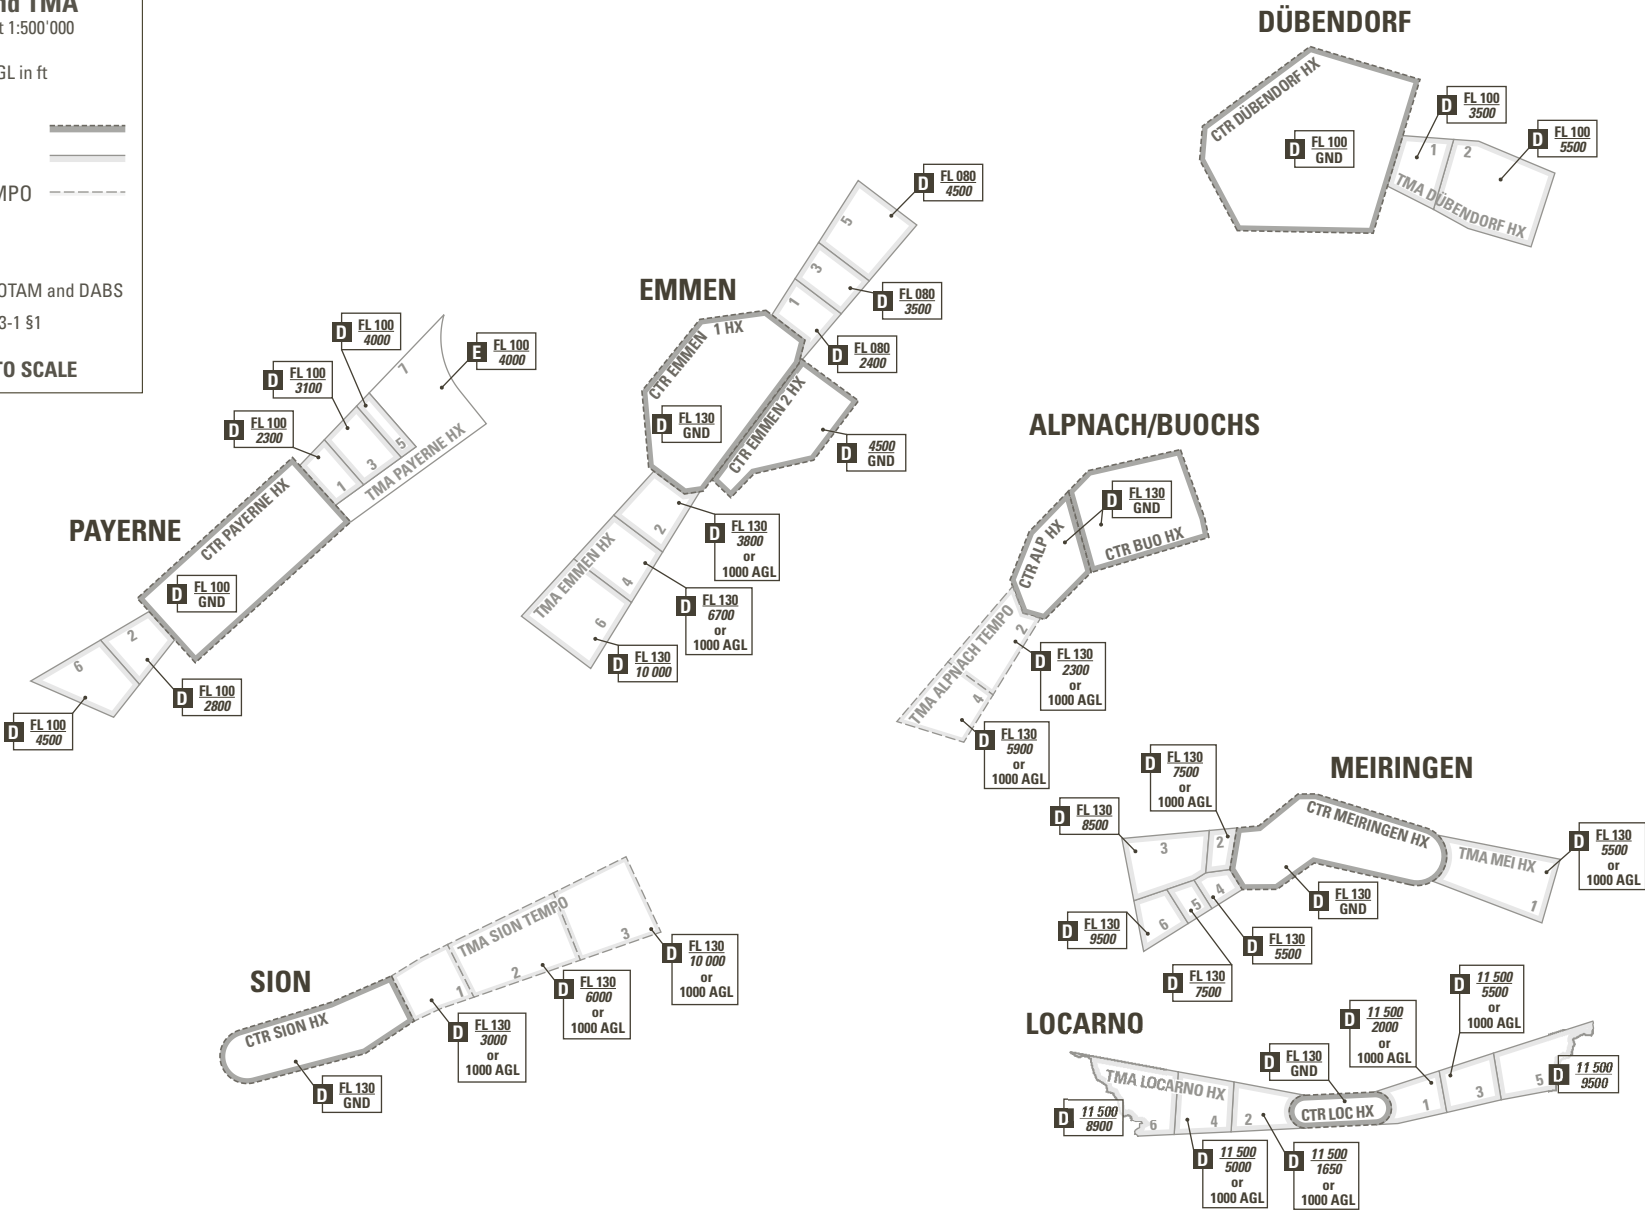 nd TMA
t 1:500'000
GL in ft
MPO
OTAM and DABS
3-1 §1
TO SCALE
DÜBENDORF
CTR DÜBENDORF HX
D FL 100
GND
D FL 100
3500
D FL 100
5500
1
2
TMA DÜBENDORF HX
EMMEN
CTR EMMEN 1 HX
D FL 130
GND
CTR EMMEN 2 HX
D 4500
GND
5
3
1
D FL 080
4500
D FL 080
3500
D FL 080
2400
TMA EMMEN HX
2
4
6
D FL 130
3800
or
1000 AGL
D FL 130
6700
or
1000 AGL
D FL 130
10 000
PAYERNE
CTR PAYERNE HX
D FL 100
GND
D FL 100
2300
D FL 100
3100
D FL 100
4000
E FL 100
4000
1
3
5
7
TMA PAYERNE HX
2
6
D FL 100
2800
D FL 100
4500
ALPNACH/BUOCHS
CTR ALP HX
CTR BUO HX
D FL 130
GND
TMA ALPNACH TEMPO
2
4
D FL 130
2300
or
1000 AGL
D FL 130
5900
or
1000 AGL
MEIRINGEN
CTR MEIRINGEN HX
D FL 130
GND
TMA MEI HX
1
D FL 130
5500
or
1000 AGL
D FL 130
7500
or
1000 AGL
D FL 130
8500
3
2
4
5
6
D FL 130
9500
D FL 130
7500
D FL 130
5500
SION
CTR SION HX
D FL 130
GND
TMA SION TEMPO
1
2
3
D FL 130
3000
or
1000 AGL
D FL 130
6000
or
1000 AGL
D FL 130
10 000
or
1000 AGL
LOCARNO
CTR LOC HX
D FL 130
GND
TMA LOCARNO HX
6
4
2
1
3
5
D 11 500
8900
D 11 500
5000
or
1000 AGL
D 11 500
1650
or
1000 AGL
D 11 500
2000
or
1000 AGL
D 11 500
5500
or
1000 AGL
D 11 500
9500